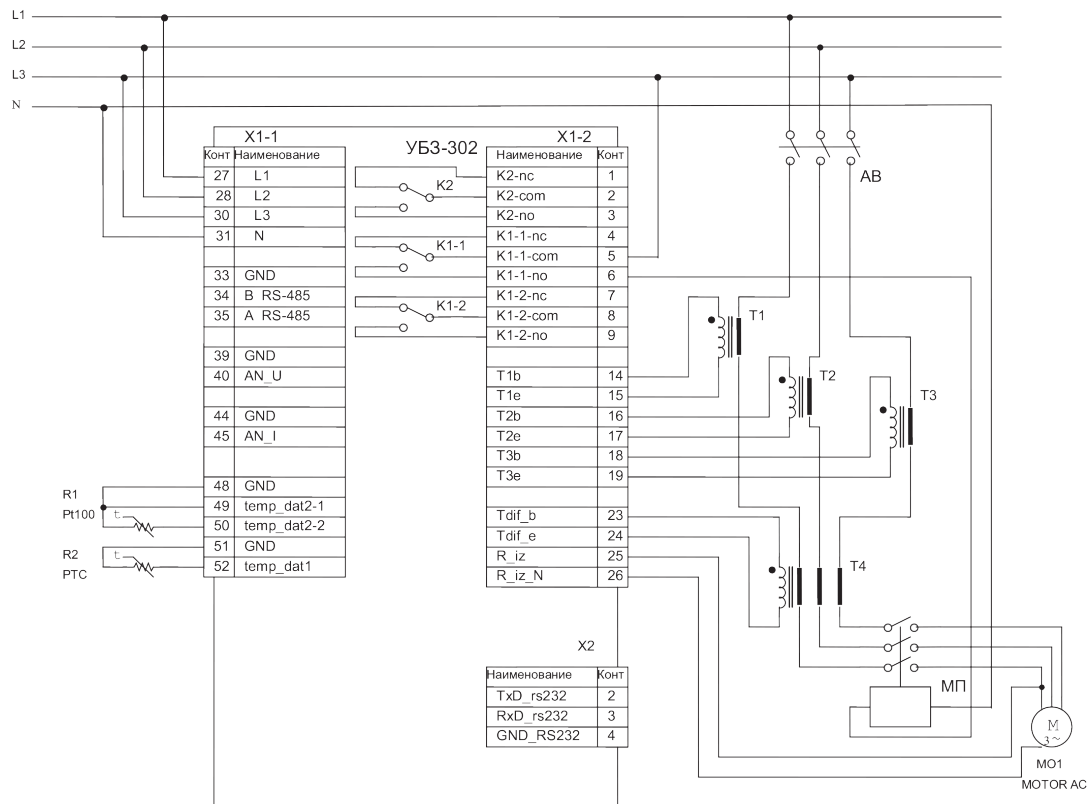 L1
L2
L3
N
УБЗ-302
X1-1
Конт Наименование
27 L1
28 L2
30 L3
31 N
33 GND
34 B RS-485
35 A RS-485
39 GND
40 AN_U
44 GND
45 AN_I
48 GND
49 temp_dat2-1
50 temp_dat2-2
51 GND
52 temp_dat1
R1
Pt100
t
R2
PTC
t
K2
K1-1
K1-2
X1-2
Наименование Конт
K2-nc 1
K2-com 2
K2-no 3
K1-1-nc 4
K1-1-com 5
K1-1-no 6
K1-2-nc 7
K1-2-com 8
K1-2-no 9
T1b 14
T1e 15
T2b 16
T2e 17
T3b 18
T3e 19
Tdif_b 23
Tdif_e 24
R_iz 25
R_iz_N 26
X2
Наименование Конт
TxD_rs232 2
RxD_rs232 3
GND_RS232 4
AB
T1
T2
T3
T4
МП
M
3~
MO1
MOTOR AC